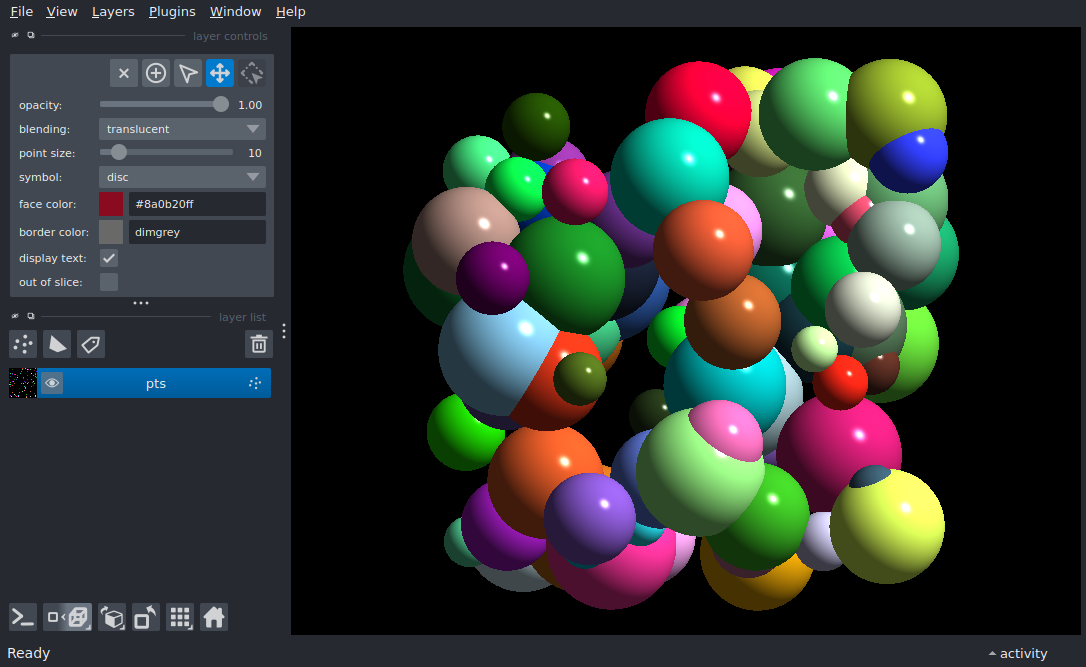 File View Layers Plugins Window Help
layer controls
opacity: 1.00
blending: translucent
point size: 10
symbol: disc
face color: #8a0b20ff
border color: dimgrey
display text:
out of slice:
layer list
pts
Ready
activity